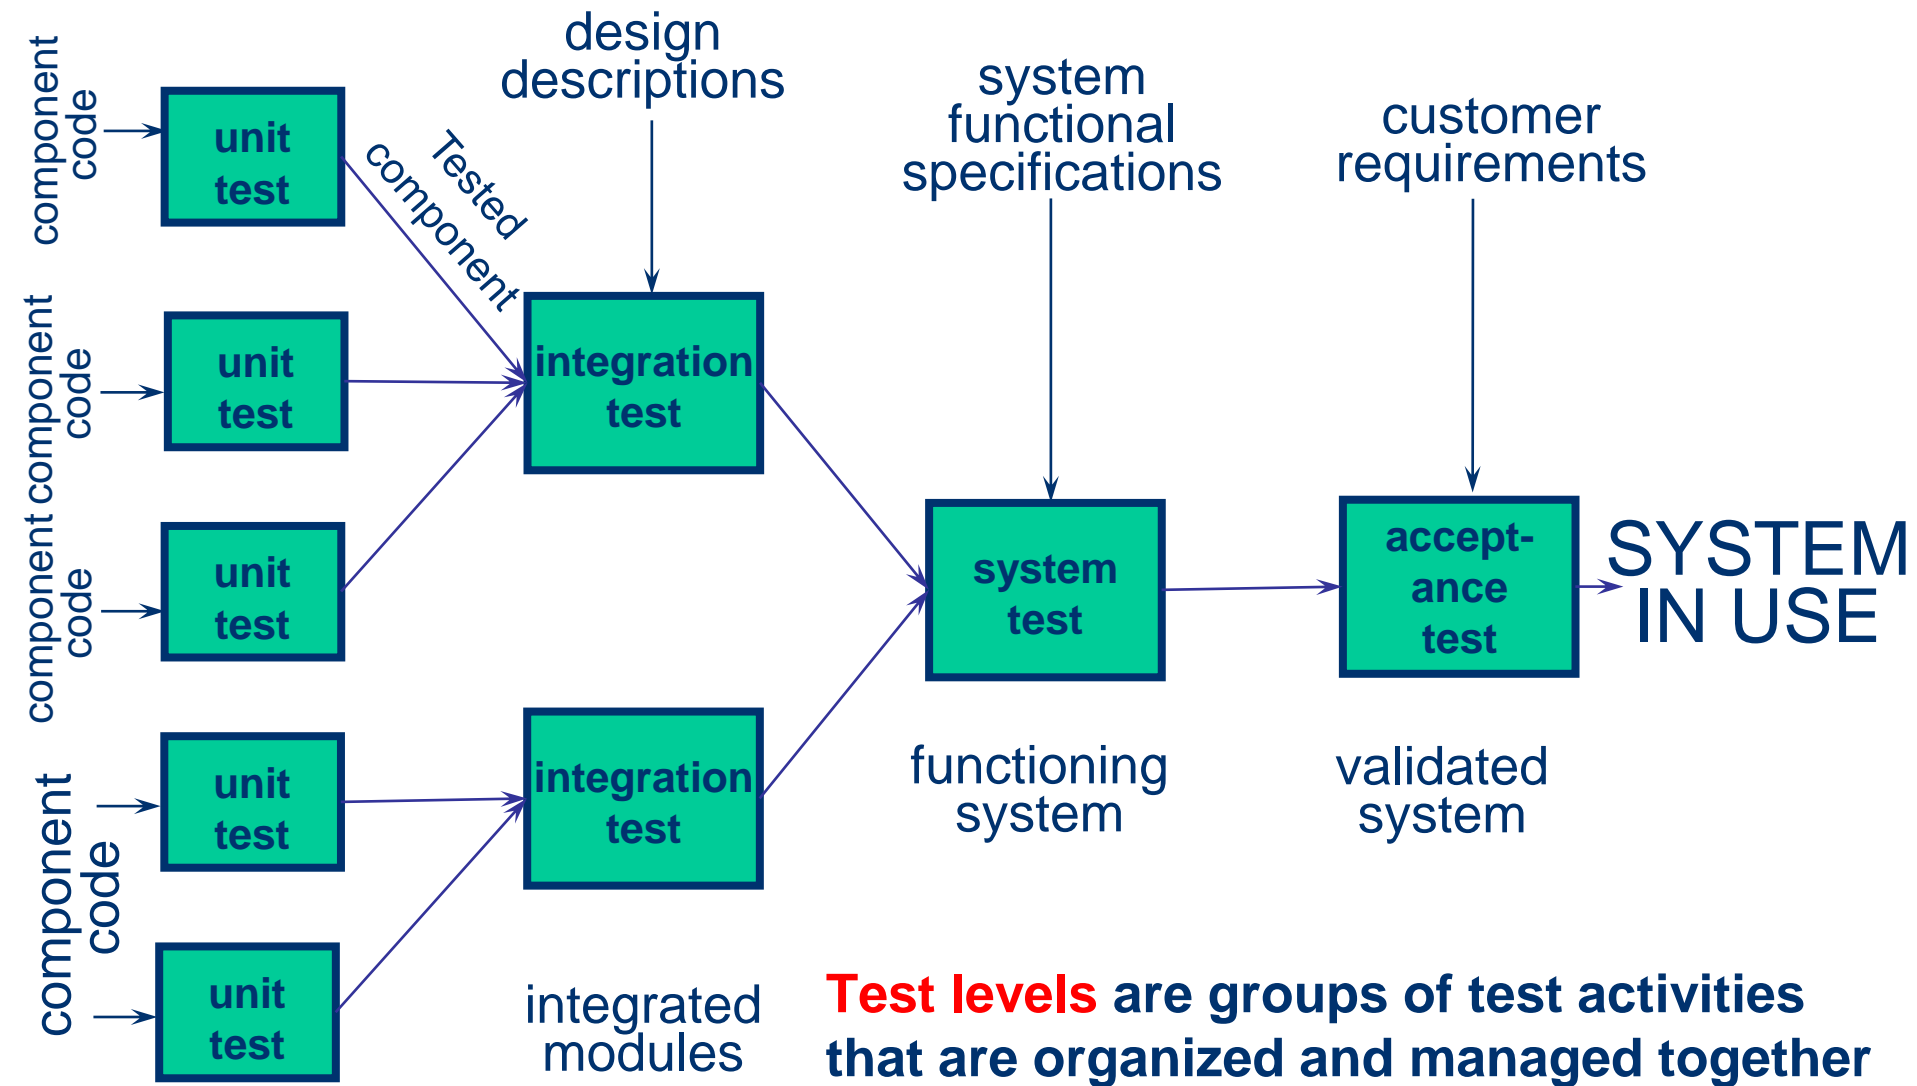 component
code
unit
test
Tested
component
design
descriptions
system
functional
specifications
customer
requirements
component
code
unit
test
integration
test
component
code
unit
test
system
test
accept-
ance
test
SYSTEM
IN USE
component
code
unit
test
integration
test
functioning
system
validated
system
unit
test
integrated
modules
Test levels are groups of test activities
that are organized and managed together